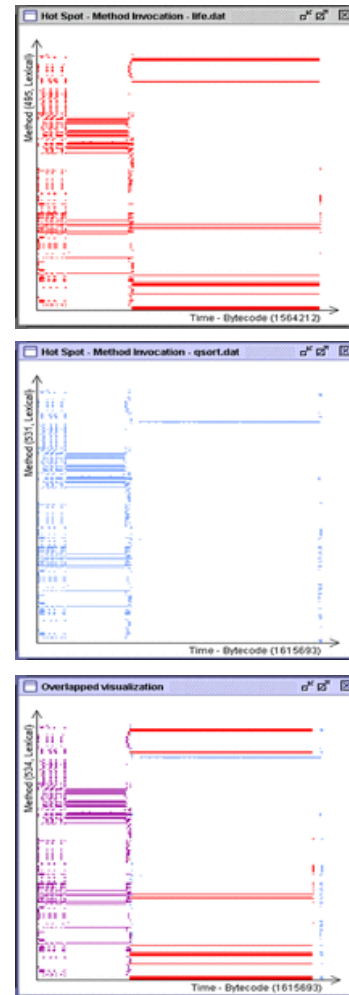 Hot Spot - Method Invocation - life.dat
Method (495, Lexical)
Time - Bytecode (1564212)
Hot Spot - Method Invocation - qsort.dat
Method (531, Lexical)
Time - Bytecode (1615693)
Overlapped visualization
Method (534, Lexical)
Time - Bytecode (1615693)